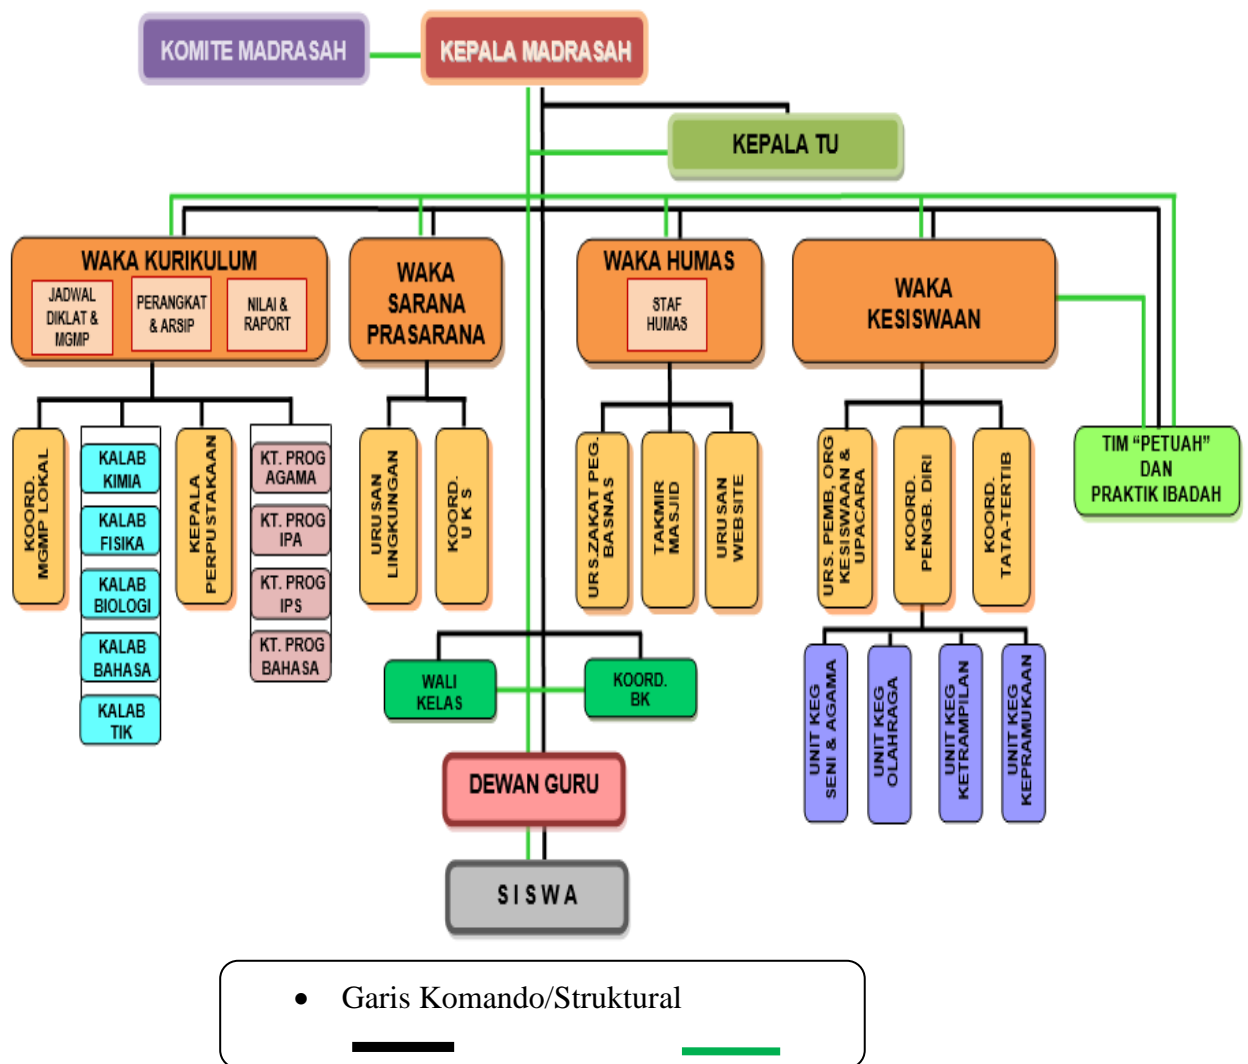 KOMITE MADRASAH
KEPALA MADRASAH
KEPALA TU
WAKA KURIKULUM
JADWAL
DIKLAT &
MGMP
PERANGKAT
& ARSIP
NILAI &
RAPORT
WAKA
SARANA
PRASARANA
WAKA HUMAS
STAF
HUMAS
WAKA
KESISWAAN
KOORD.
MGMP LOKAL
KALAB
KIMIA
KALAB
FISIKA
KALAB
BIOLOGI
KALAB
BAHASA
KALAB
TIK
KEPALA
PERPUSTAKAAN
KT. PROG
AGAMA
KT. PROG
IPA
KT. PROG
IPS
KT. PROG
BAHASA
URUSAN
LINGKUNGAN
KOORD.
U K S
URS.ZAKAT PEG.
BASNAS
TAKMIR
MASJID
URUSAN
WEBSITE
URS. PEMB, ORG
KESISWAAN &
UPACARA
KOORD.
PENGB. DIRI
KOORD.
TATA-TERTIB
TIM “PETUAH”
DAN
PRAKTIK IBADAH
UNIT KEG
SENI & AGAMA
UNIT KEG
OLAHRAGA
UNIT KEG
KETRAMPILAN
UNIT KEG
KEPRAMUKAAN
WALI
KELAS
KOORD.
BK
DEWAN GURU
S I S W A
• Garis Komando/Struktural